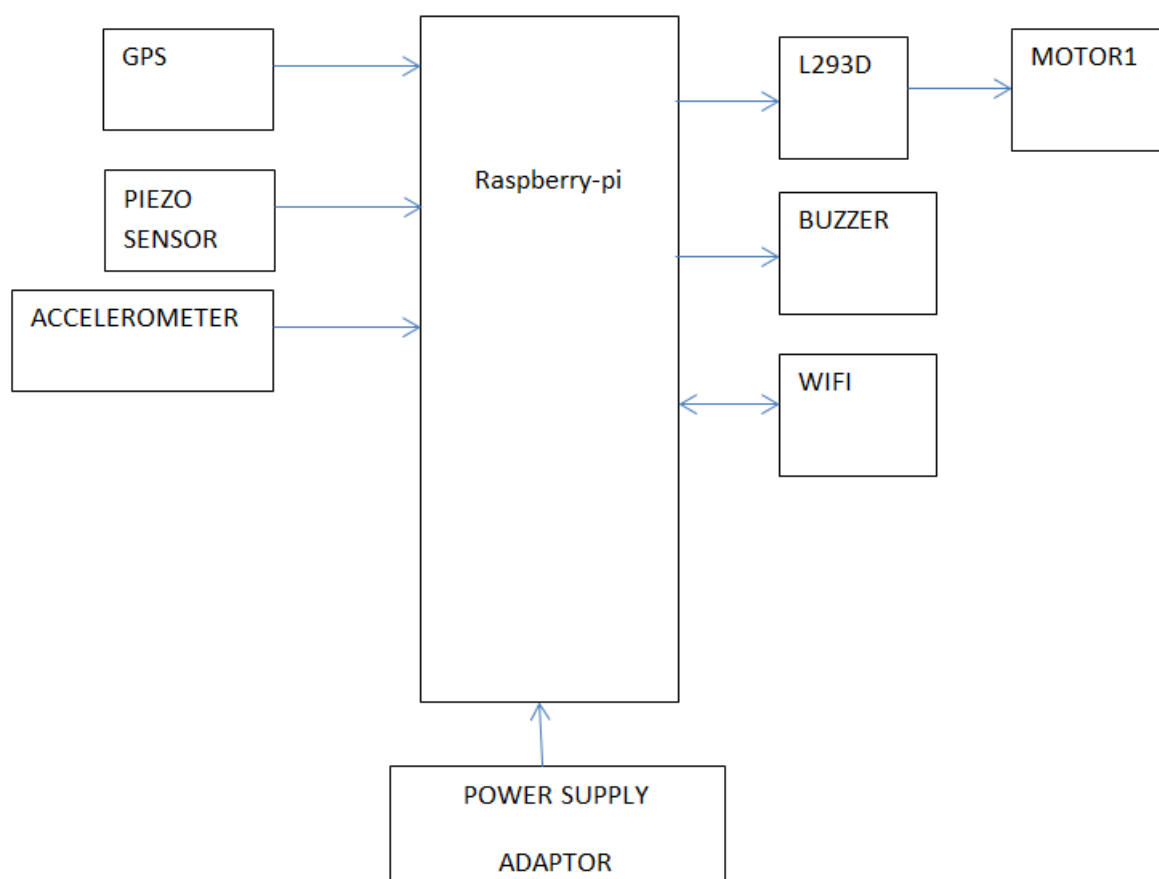 GPS
L293D
MOTOR1
Raspberry-pi
PIEZO
SENSOR
BUZZER
ACCELEROMETER
WIFI
POWER SUPPLY
ADAPTOR